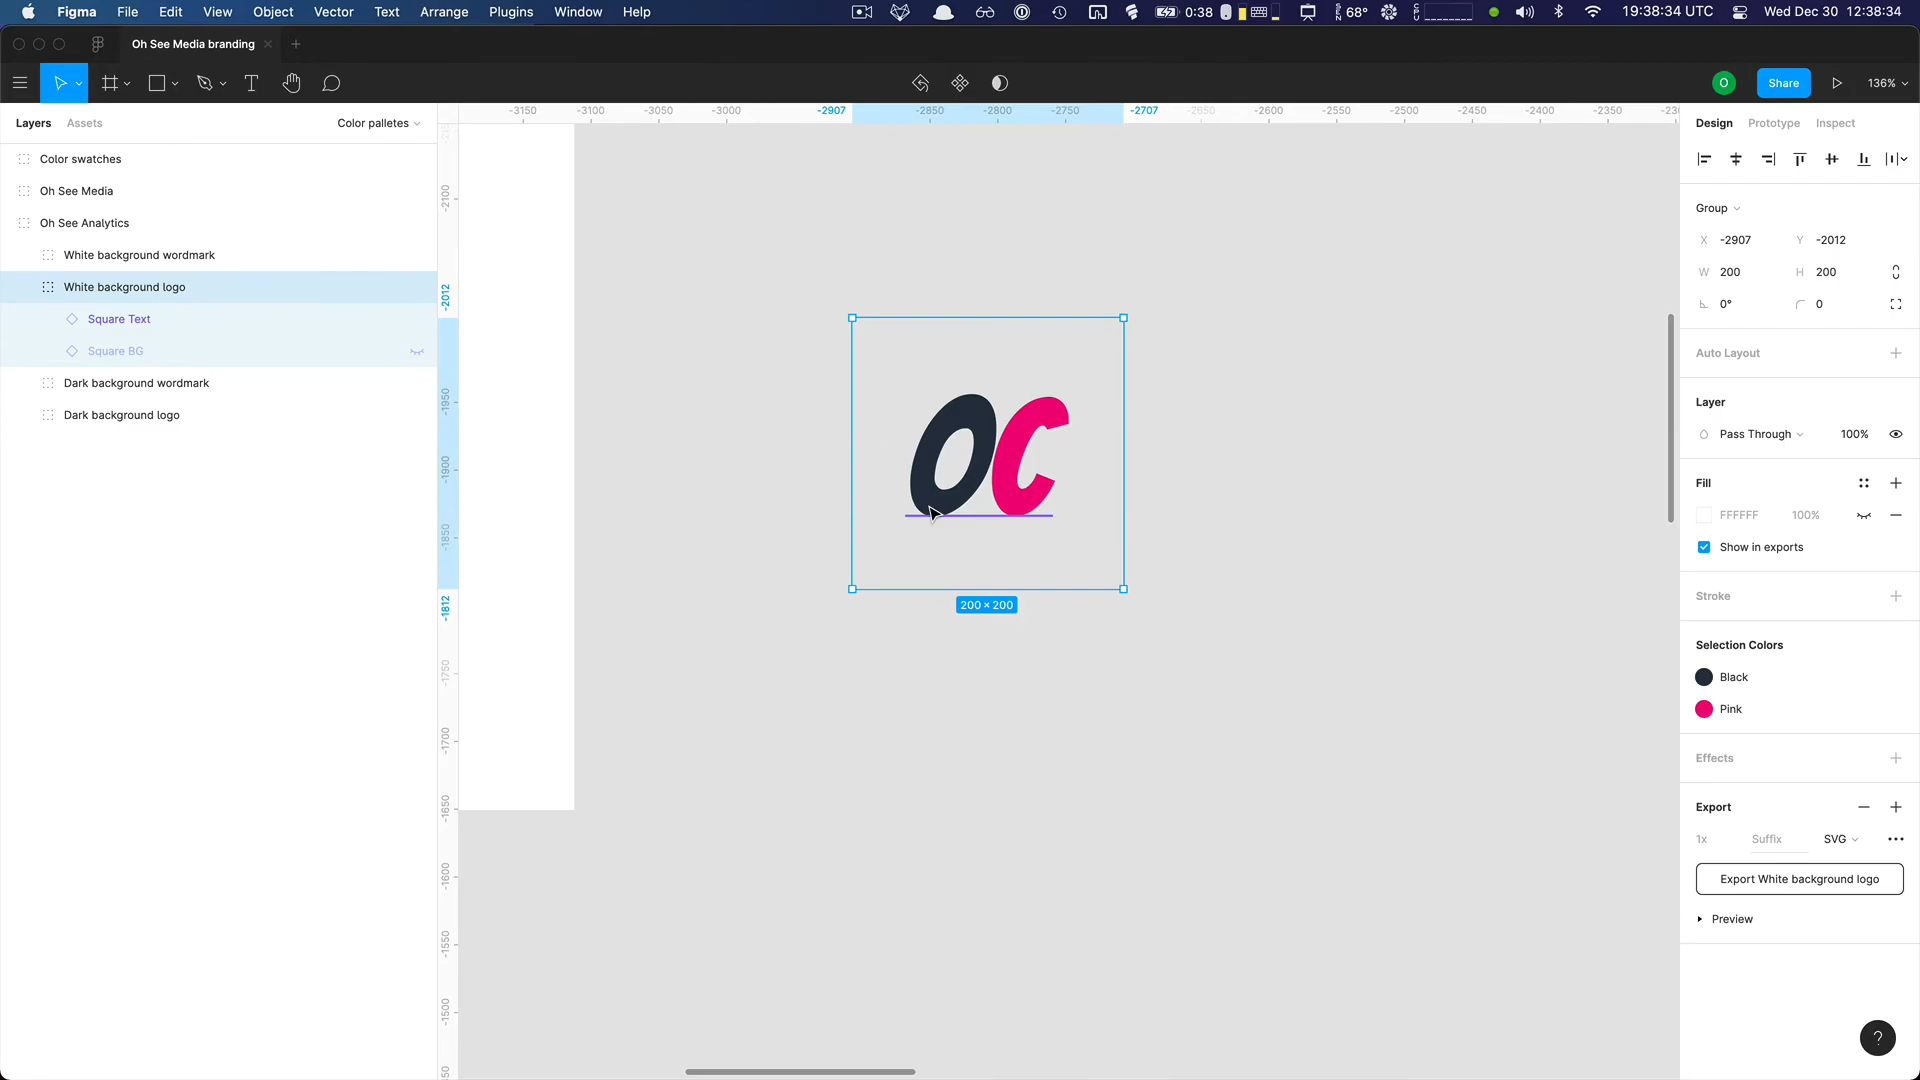 Figma File Edit View Object Vector Text Arrange Plugins Window Help 0:38 68° 19:38:34 UTC Wed Dec 30 12:38:34
Oh See Media branding
T O Share 136%
Layers Assets Color palletes
-3150 -3100 -3050 -3000 -2907 -2850 -2800 -2750 -2707 -2650 -2600 -2550 -2500 -2450 -2400 -2350
Design Prototype Inspect
Color swatches
Oh See Media
Oh See Analytics
White background wordmark
White background logo
Square Text
Square BG
Dark background wordmark
Dark background logo
-2100
-2012
-1950
-1900
-1850
-1812
-1750
-1700
-1650
-1600
-1550
-1500
-1450
OC
200 × 200
Group
X -2907 Y -2012
W 200 H 200
0° 0
Auto Layout
Layer
Pass Through 100%
Fill
FFFFFF 100%
Show in exports
Stroke
Selection Colors
Black
Pink
Effects
Export
1x Suffix SVG
Export White background logo
Preview
?